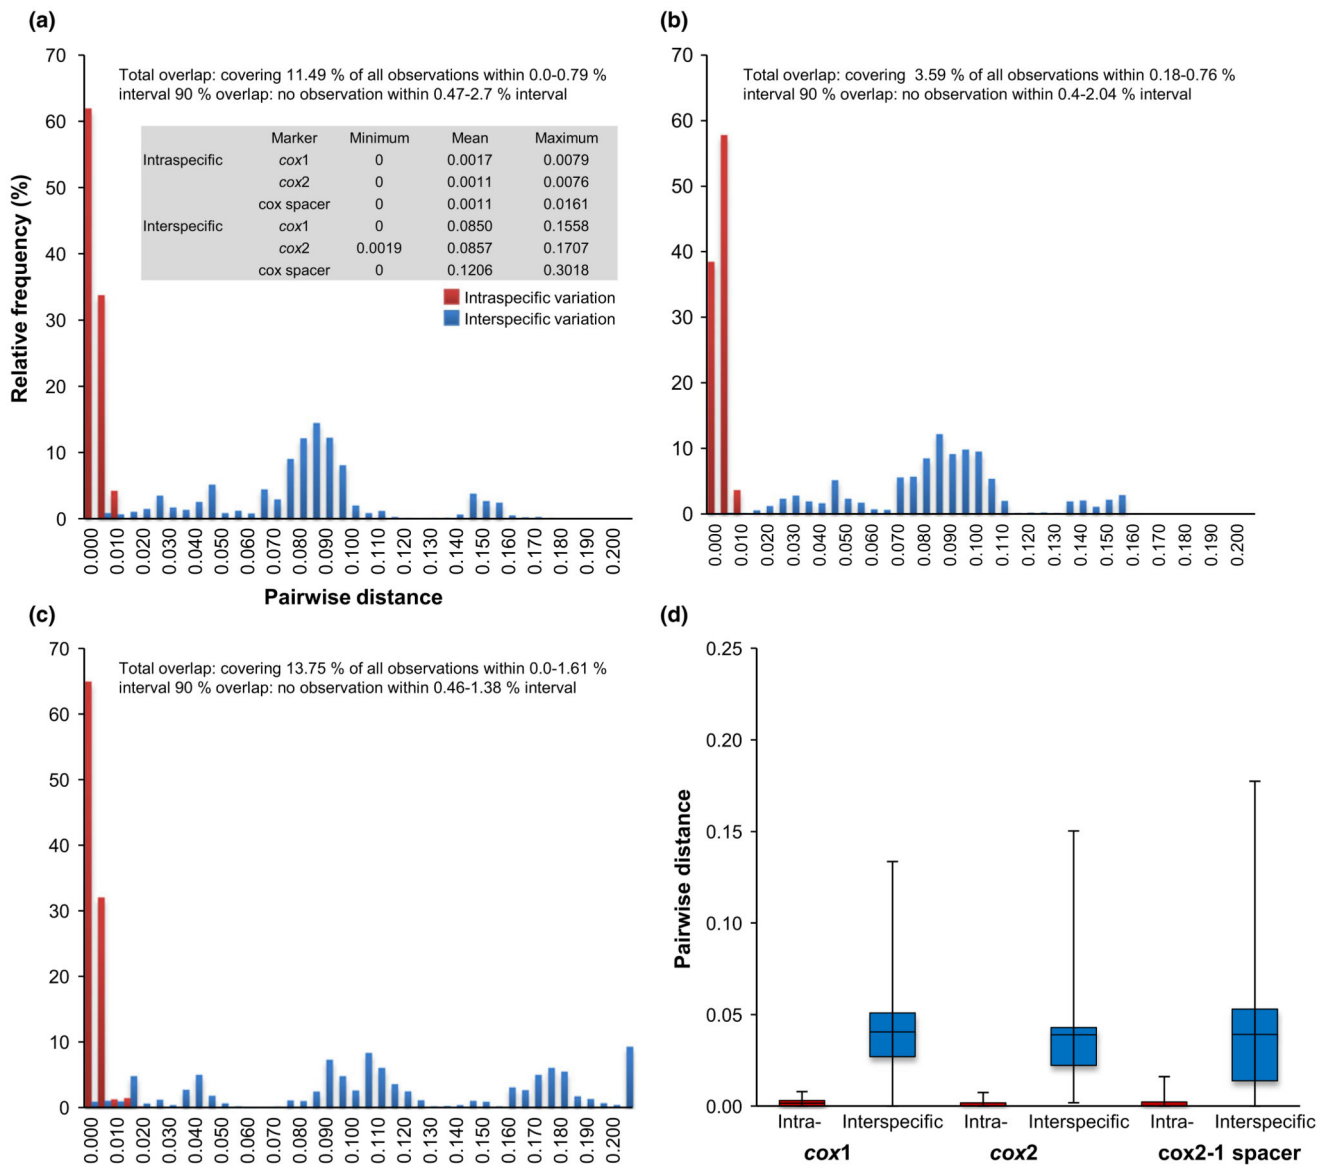 (a)
Total overlap: covering 11.49 % of all observations within 0.0-0.79 %
interval 90 % overlap: no observation within 0.47-2.7 % interval
Marker Minimum Mean Maximum
Intraspecific cox1 0 0.0017 0.0079
cox2 0 0.0011 0.0076
cox spacer 0 0.0011 0.0161
Interspecific cox1 0 0.0850 0.1558
cox2 0.0019 0.0857 0.1707
cox spacer 0 0.1206 0.3018
Intraspecific variation
Interspecific variation
Relative frequency (%)
70
60
50
40
30
20
10
0
0.000 0.010 0.020 0.030 0.040 0.050 0.060 0.070 0.080 0.090 0.100 0.110 0.120 0.130 0.140 0.150 0.160 0.170 0.180 0.190 0.200
Pairwise distance
(b)
Total overlap: covering 3.59 % of all observations within 0.18-0.76 %
interval 90 % overlap: no observation within 0.4-2.04 % interval
70
60
50
40
30
20
10
0
0.000 0.010 0.020 0.030 0.040 0.050 0.060 0.070 0.080 0.090 0.100 0.110 0.120 0.130 0.140 0.150 0.160 0.170 0.180 0.190 0.200
(c)
Total overlap: covering 13.75 % of all observations within 0.0-1.61 %
interval 90 % overlap: no observation within 0.46-1.38 % interval
70
60
50
40
30
20
10
0
0.000 0.010 0.020 0.030 0.040 0.050 0.060 0.070 0.080 0.090 0.100 0.110 0.120 0.130 0.140 0.150 0.160 0.170 0.180 0.190 0.200
(d)
Pairwise distance
0.25
0.20
0.15
0.10
0.05
0.00
Intra- Interspecific Intra- Interspecific Intra- Interspecific
cox1 cox2 cox2-1 spacer